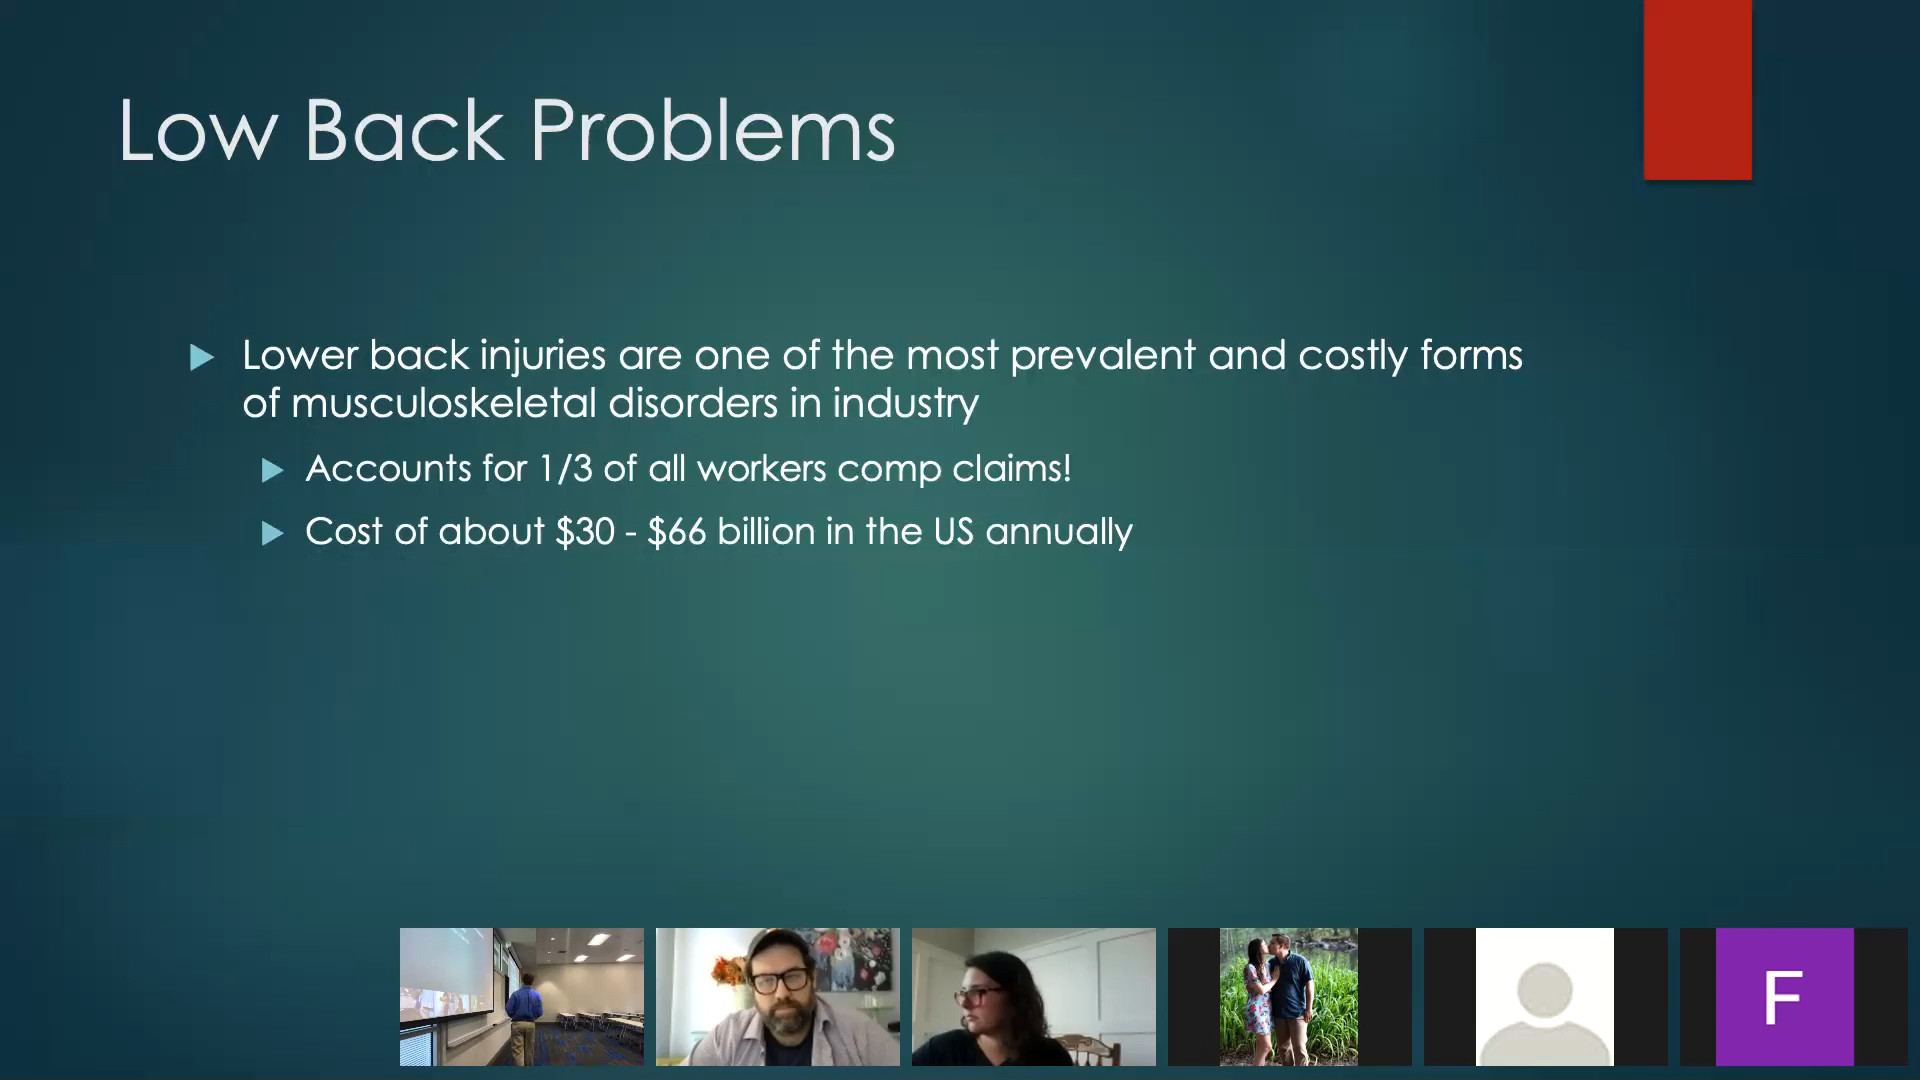 Low Back Problems
Lower back injuries are one of the most prevalent and costly forms
of musculoskeletal disorders in industry
Accounts for 1/3 of all workers comp claims!
Cost of about $30 - $66 billion in the US annually
F